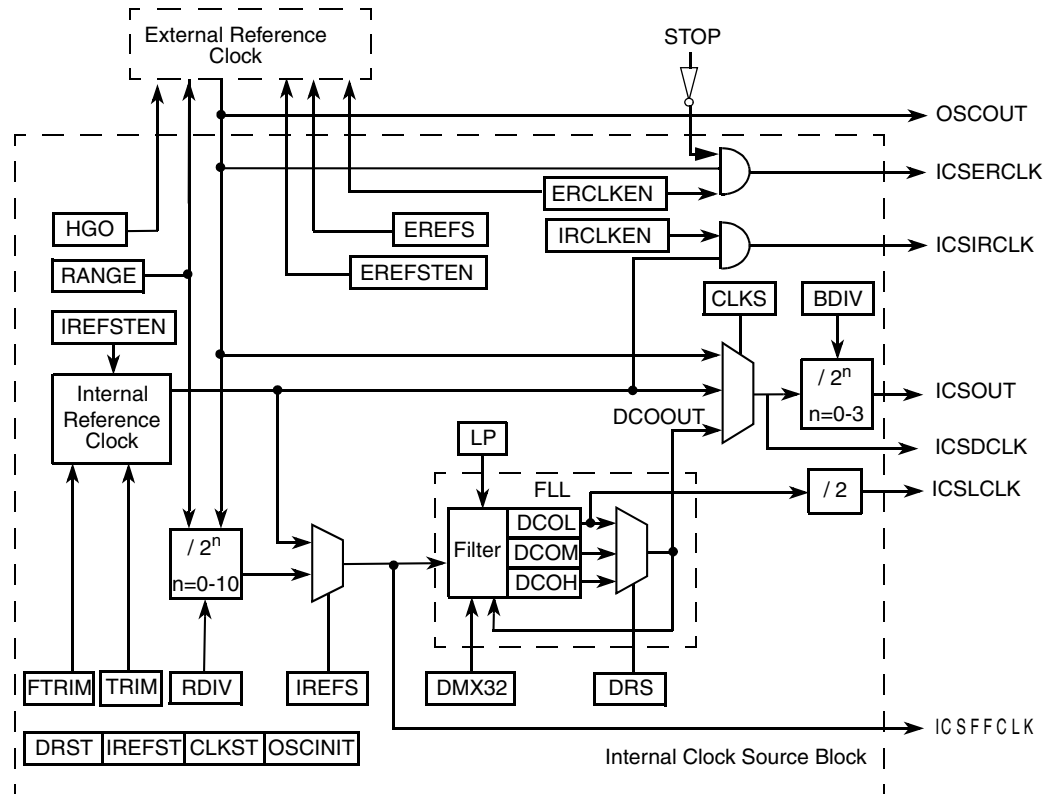 External Reference
Clock
STOP
OSCOUT
ICSERCLK
ERCLKEN
HGO
EREFS
IRCLKEN
ICSIRCLK
RANGE
EREFSTEN
CLKS
BDIV
IREFSTEN
Internal
Reference
Clock
/ 2n
n=0-3
ICSOUT
DCOOUT
LP
ICSDCLK
FLL
/ 2
ICSLCLK
Filter
DCOL
DCOM
DCOH
/ 2n
n=0-10
FTRIM
TRIM
RDIV
IREFS
DMX32
DRS
ICSFFCLK
DRST IREFST CLKST OSCINIT
Internal Clock Source Block